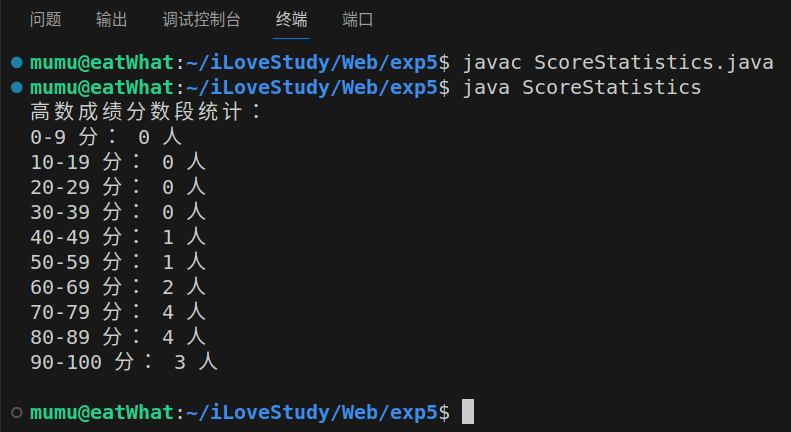 问题 输出 调试控制台 终端 端口
mumu@eatWhat:~/iLoveStudy/Web/exp5$ javac ScoreStatistics.java
mumu@eatWhat:~/iLoveStudy/Web/exp5$ java ScoreStatistics
高数成绩分数段统计：
0-9 分： 0 人
10-19 分： 0 人
20-29 分： 0 人
30-39 分： 0 人
40-49 分： 1 人
50-59 分： 1 人
60-69 分： 2 人
70-79 分： 4 人
80-89 分： 4 人
90-100 分： 3 人
mumu@eatWhat:~/iLoveStudy/Web/exp5$